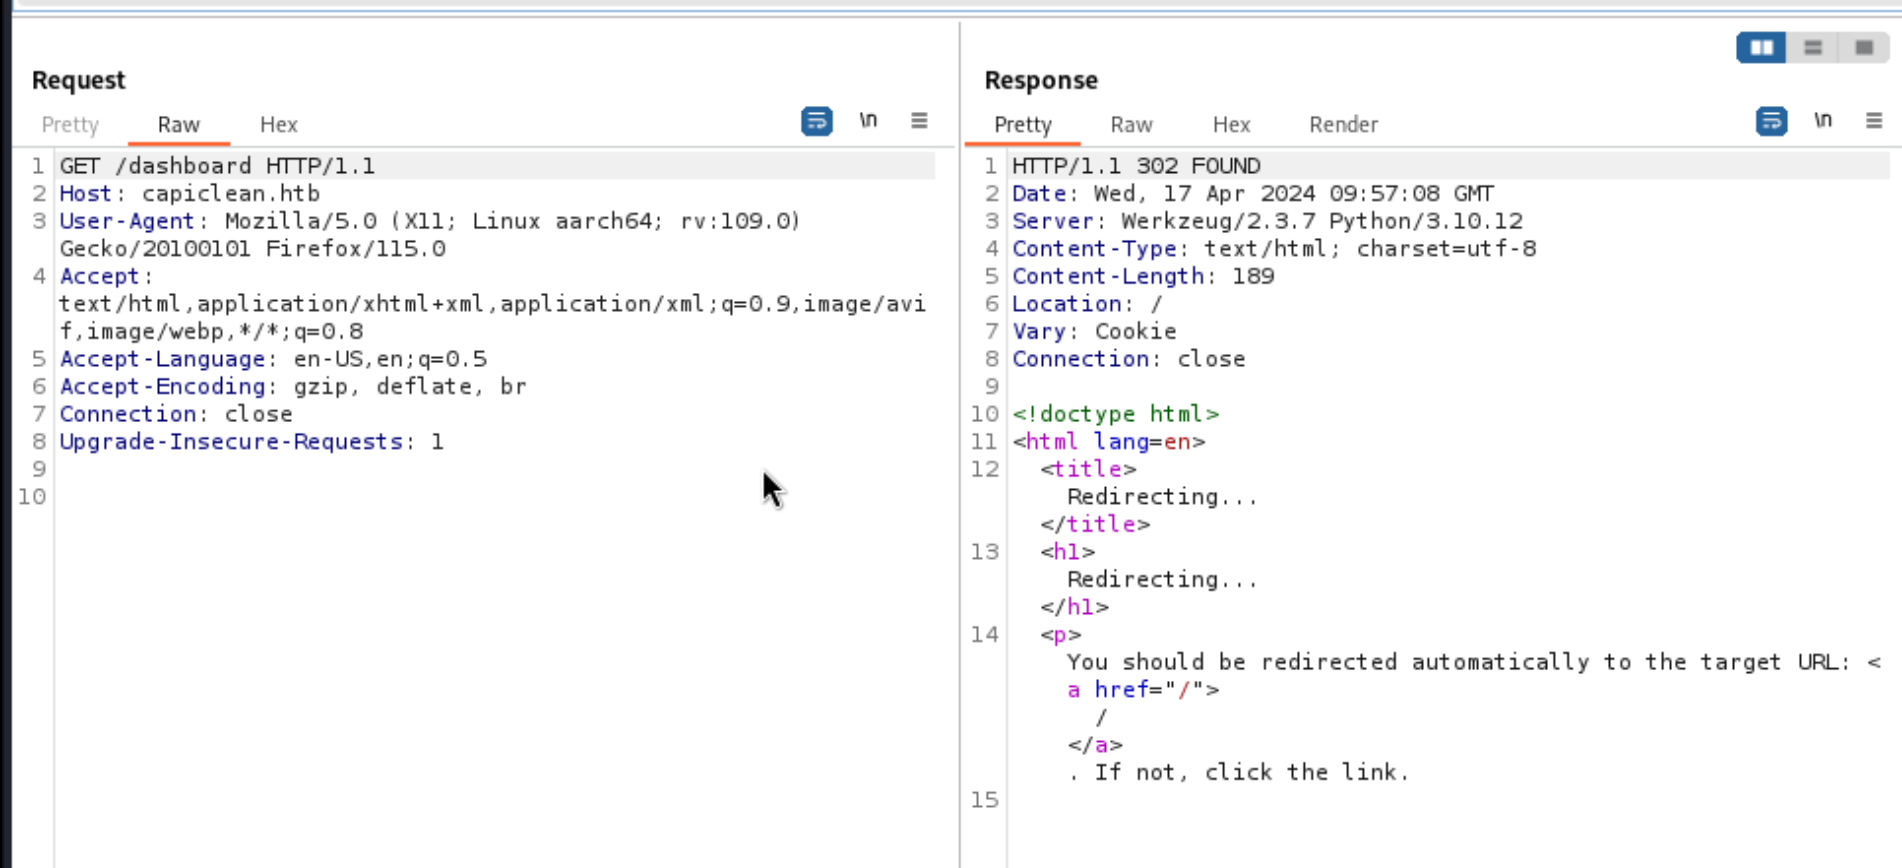 Request
Pretty Raw Hex \n
1 GET /dashboard HTTP/1.1
2 Host: capiclean.htb
3 User-Agent: Mozilla/5.0 (X11; Linux aarch64; rv:109.0)
Gecko/20100101 Firefox/115.0
4 Accept:
text/html,application/xhtml+xml,application/xml;q=0.9,image/avi
f,image/webp,*/*;q=0.8
5 Accept-Language: en-US,en;q=0.5
6 Accept-Encoding: gzip, deflate, br
7 Connection: close
8 Upgrade-Insecure-Requests: 1
9
10
Response
Pretty Raw Hex Render \n
1 HTTP/1.1 302 FOUND
2 Date: Wed, 17 Apr 2024 09:57:08 GMT
3 Server: Werkzeug/2.3.7 Python/3.10.12
4 Content-Type: text/html; charset=utf-8
5 Content-Length: 189
6 Location: /
7 Vary: Cookie
8 Connection: close
9
10 <!doctype html>
11 <html lang=en>
12 <title>
Redirecting...
</title>
13 <h1>
Redirecting...
</h1>
14 <p>
You should be redirected automatically to the target URL: <
a href="/">
/
</a>
. If not, click the link.
15